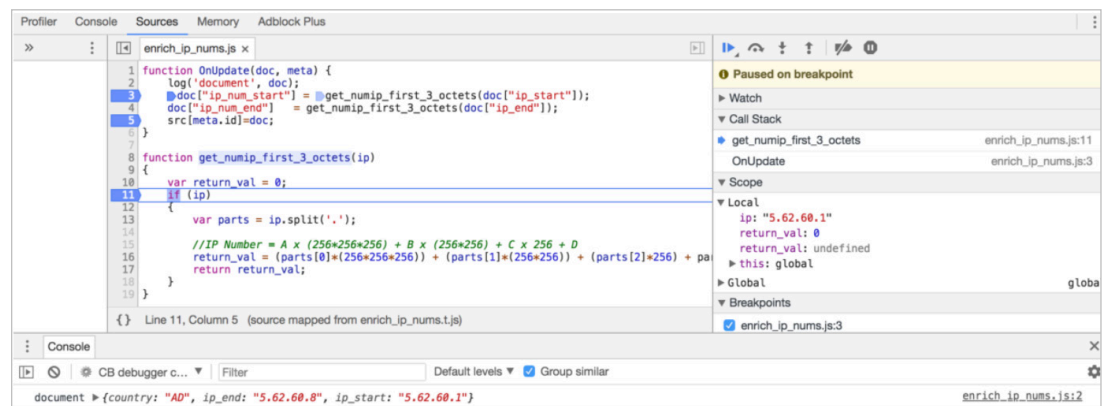 Profiler Console Sources Memory Adblock Plus
» enrich_ip_nums.js ×
1 function OnUpdate(doc, meta) {
2 log('document', doc);
3 doc["ip_num_start"] = get_numip_first_3_octets(doc["ip_start"]);
4 doc["ip_num_end"] = get_numip_first_3_octets(doc["ip_end"]);
5 src[meta.id]=doc;
6 }
7
8 function get_numip_first_3_octets(ip)
9 {
10 var return_val = 0;
11 if (ip)
12 {
13 var parts = ip.split('.');
14
15 //IP Number = A x (256*256*256) + B x (256*256) + C x 256 + D
16 return_val = (parts[0]*(256*256*256)) + (parts[1]*(256*256)) + (parts[2]*256) + par
17 return return_val;
18 }
19 }
{} Line 11, Column 5 (source mapped from enrich_ip_nums.t.js)
Paused on breakpoint
Watch
Call Stack
get_numip_first_3_octets enrich_ip_nums.js:11
OnUpdate enrich_ip_nums.js:3
Scope
Local
ip: "5.62.60.1"
return_val: 0
return_val: undefined
this: global
Global globa
Breakpoints
enrich_ip_nums.js:3
Console ×
CB debugger c... Filter Default levels Group similar
document {country: "AD", ip_end: "5.62.60.8", ip_start: "5.62.60.1"} enrich_ip_nums.js:2